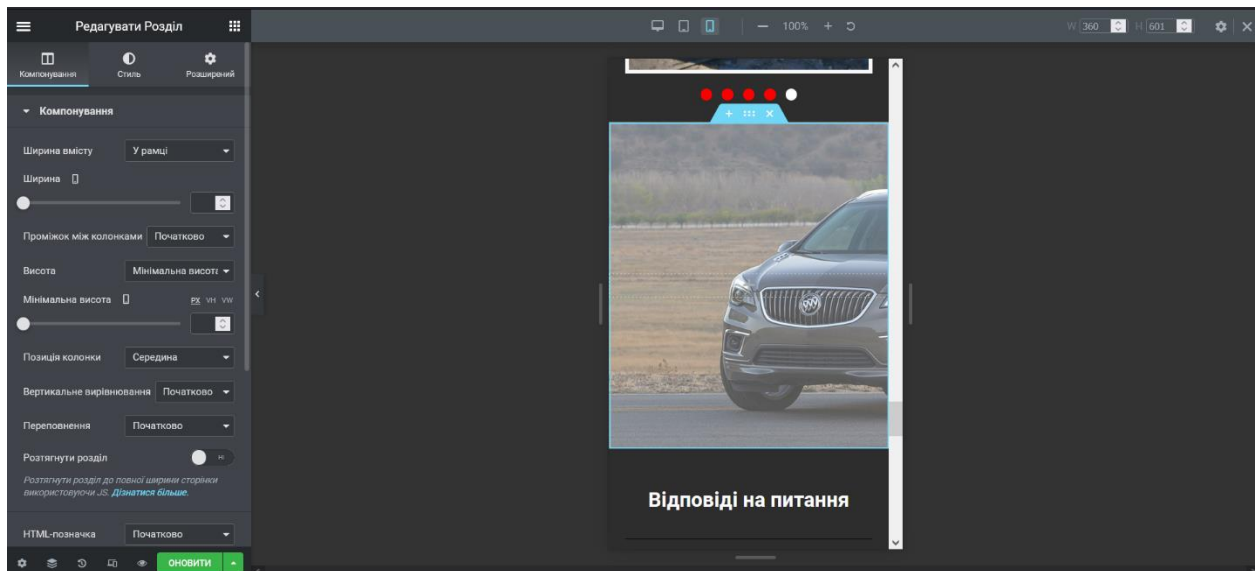 Редагувати Розділ
100%
W 360 H 601
Компонування Стиль Розширений
Компонування
Ширина вмісту У рамці
Ширина
Проміжок між колонками Початково
Висота Мінімальна висота
Мінімальна висота PX VH VW
Позиція колонки Середина
Вертикальне вирівнювання Початково
Переповнення Початково
Розтягнути розділ Ні
Розтягнути розділ до повної ширини сторінки
використовуючи JS. Дізнатися більше.
HTML-позначка Початково
ОНОВИТИ
Відповіді на питання